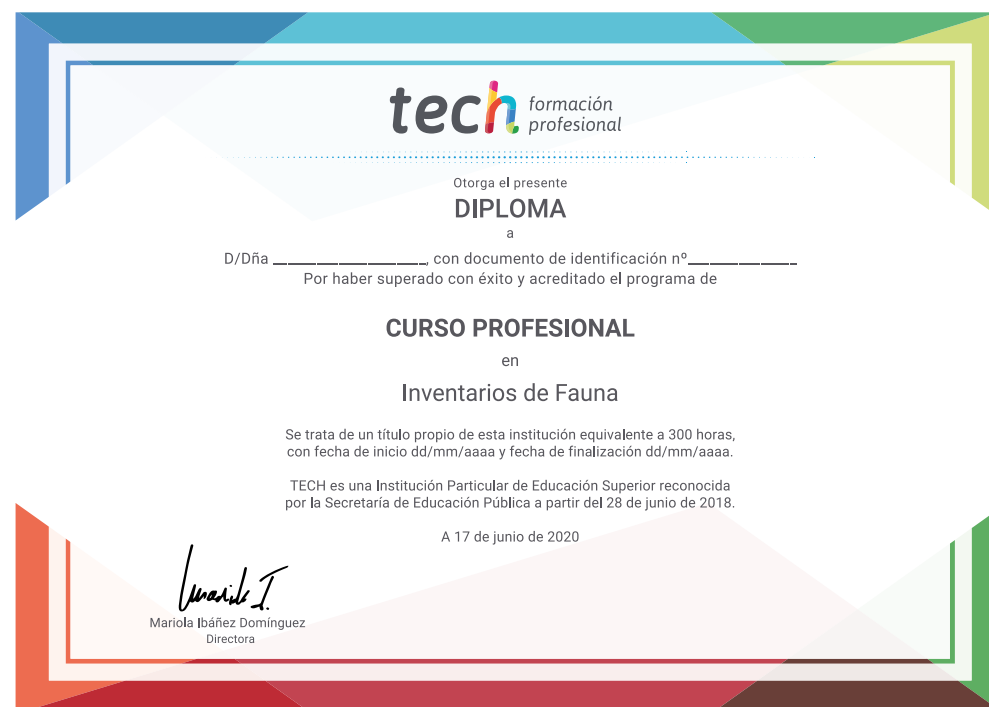 tech formación
profesional
Otorga el presente
DIPLOMA
a
D/Dña ____________________, con documento de identificación nº______________
Por haber superado con éxito y acreditado el programa de
CURSO PROFESIONAL
en
Inventarios de Fauna
Se trata de un título propio de esta institución equivalente a 300 horas,
con fecha de inicio dd/mm/aaaa y fecha de finalización dd/mm/aaaa.
TECH es una Institución Particular de Educación Superior reconocida
por la Secretaría de Educación Pública a partir del 28 de junio de 2018.
A 17 de junio de 2020
Mariola I.
Mariola Ibáñez Domínguez
Directora